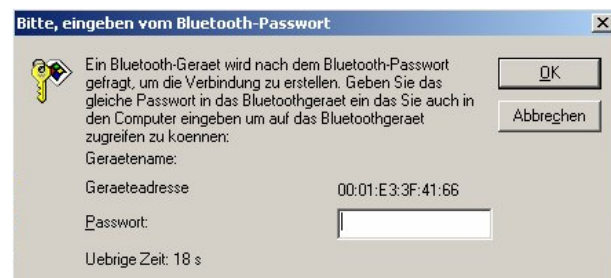 Bitte, eingeben vom Bluetooth-Passwort
Ein Bluetooth-Geraet wird nach dem Bluetooth-Passwort
gefragt, um die Verbindung zu erstellen. Geben Sie das
gleiche Passwort in das Bluetoothgeraet ein das Sie auch in
den Computer eingeben um auf das Bluetoothgeraet
zugreifen zu koennen:
OK
Abbrechen
Geraetename:
Geraeteadresse 00:01:E3:3F:41:66
Passwort:
Uebrige Zeit: 18 s